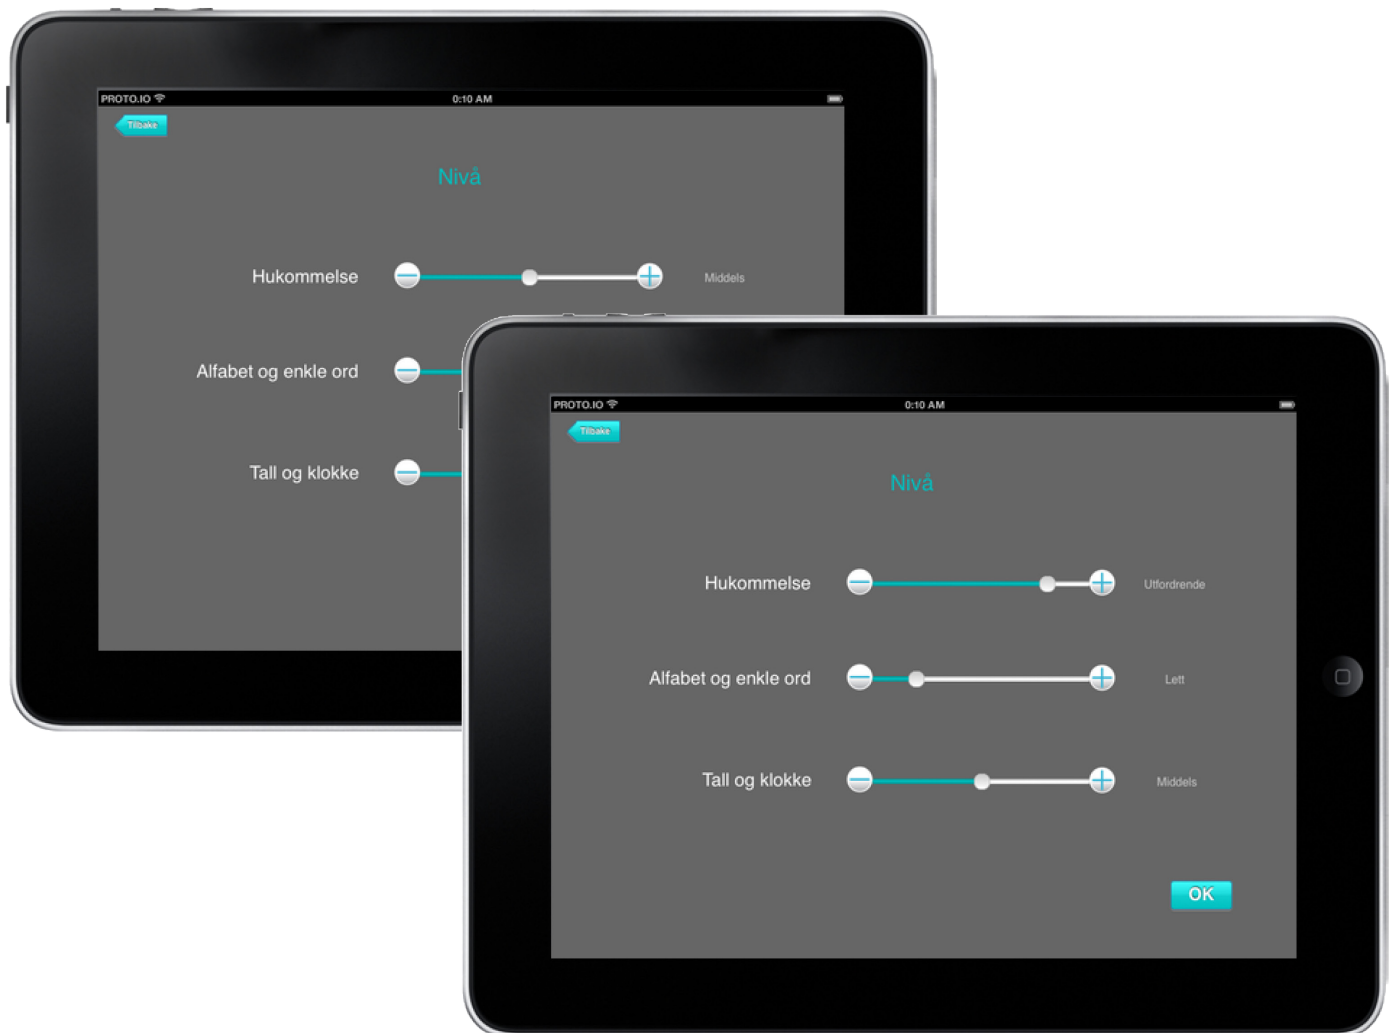 PROTO.IO 0:10 AM
Tilbake
Nivå
Hukommelse Middels
Alfabet og enkle ord
Tall og klokke
PROTO.IO 0:10 AM
Tilbake
Nivå
Hukommelse Utfordrende
Alfabet og enkle ord Lett
Tall og klokke Middels
OK